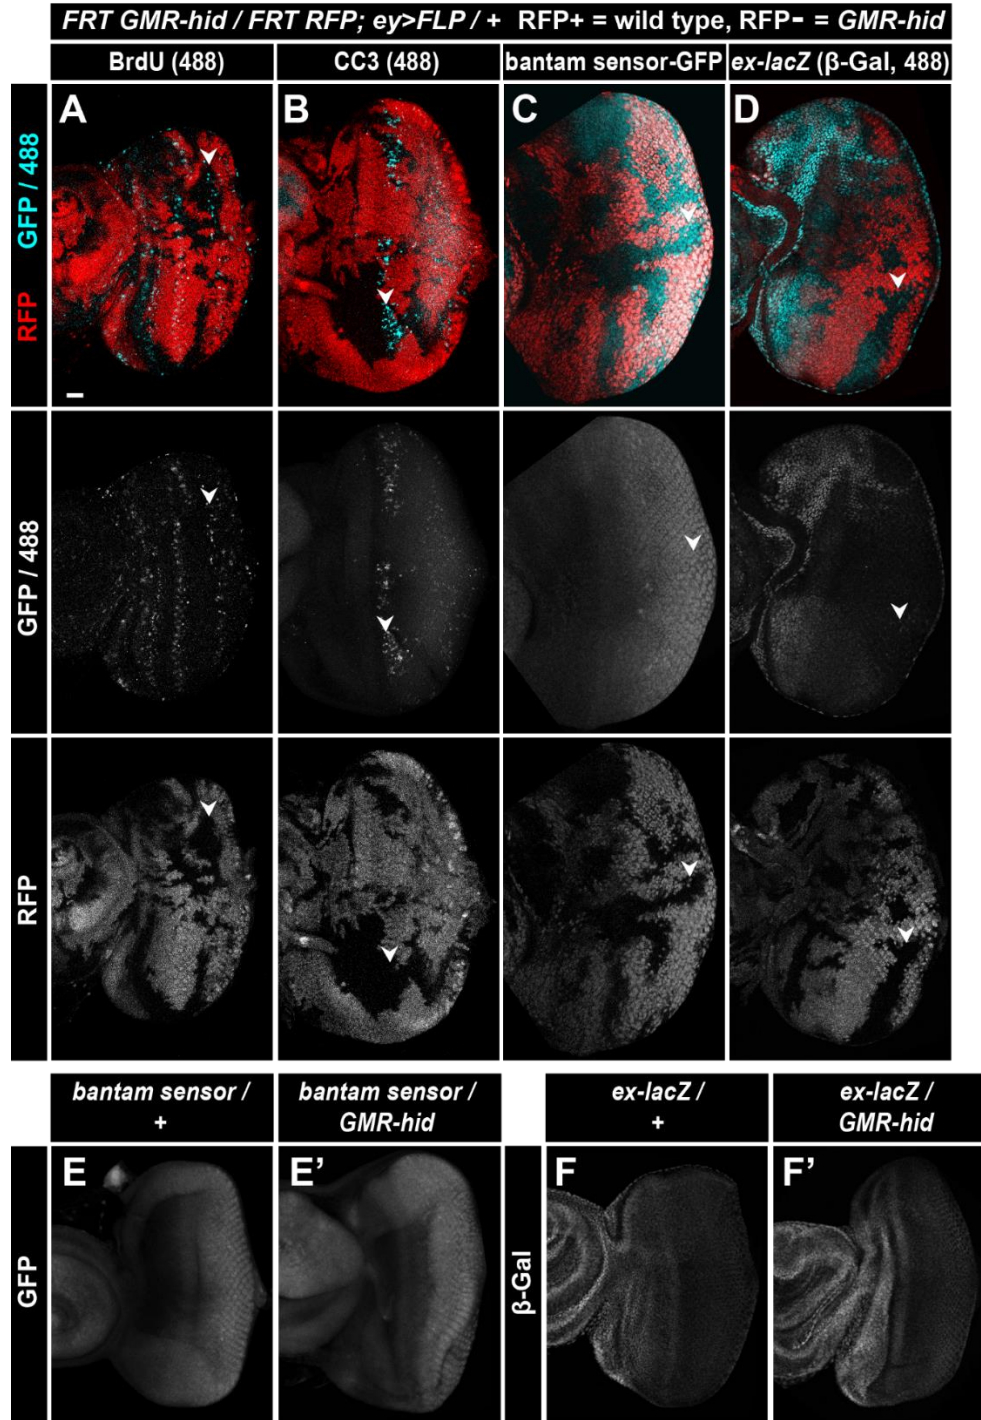 FRT GMR-hid / FRT RFP; ey>FLP / + RFP+ = wild type, RFP- = GMR-hid
BrdU (488) CC3 (488) bantam sensor-GFP ex-lacZ (β-Gal, 488)
A B C D
GFP / 488
RFP
GFP / 488
RFP
bantam sensor / +
bantam sensor / GMR-hid
ex-lacZ / +
ex-lacZ / GMR-hid
E E' F F'
GFP
β-Gal